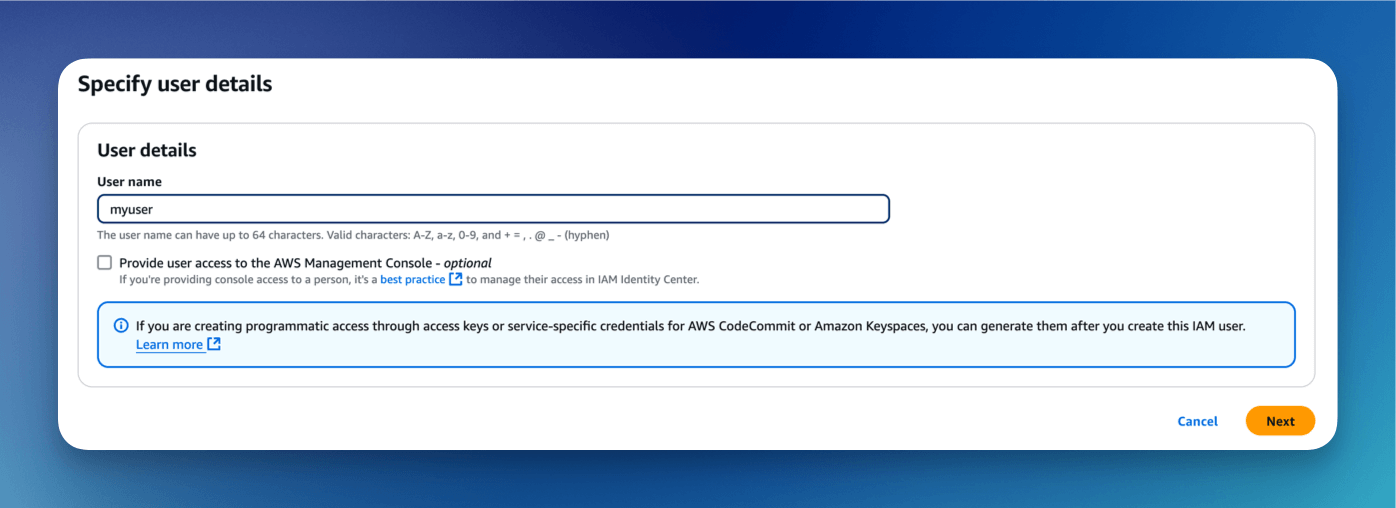 Specify user details
User details
User name
myuser
The user name can have up to 64 characters. Valid characters: A-Z, a-z, 0-9, and + = , . @ _ - (hyphen)
Provide user access to the AWS Management Console - optional
If you're providing console access to a person, it's a best practice to manage their access in IAM Identity Center.
If you are creating programmatic access through access keys or service-specific credentials for AWS CodeCommit or Amazon Keyspaces, you can generate them after you create this IAM user.
Learn more
Cancel Next